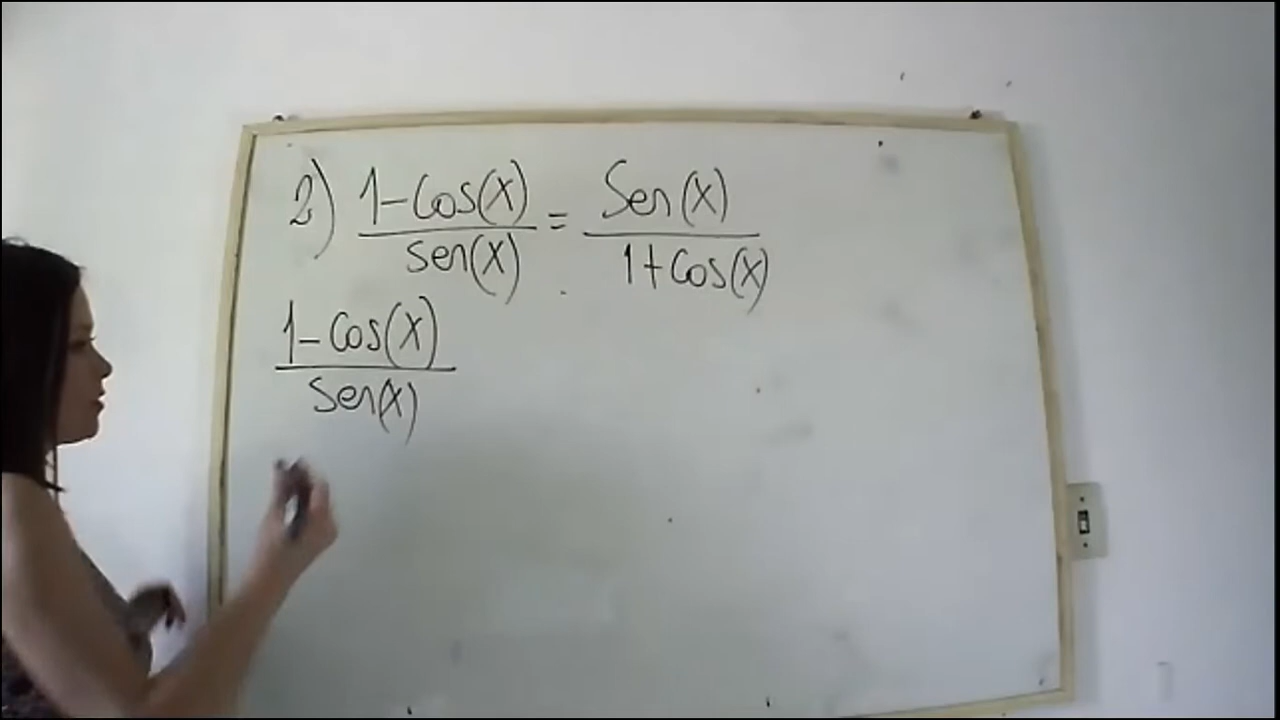 2) 1-Cos(x)/sen(x) = Sen(x)/1+Cos(x)
1-Cos(x)/sen(x)